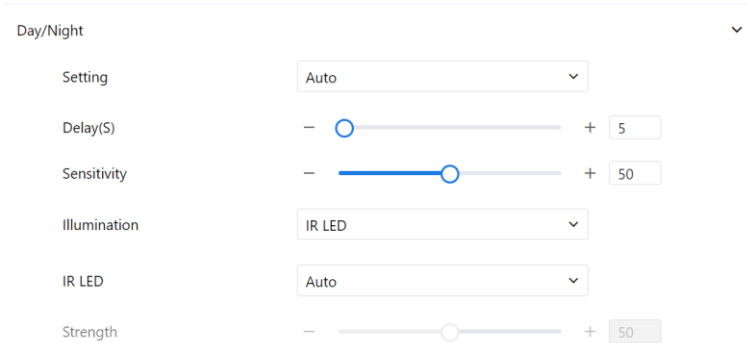 Day/Night
Setting Auto
Delay(S) − + 5
Sensitivity − + 50
Illumination IR LED
IR LED Auto
Strength − + 50